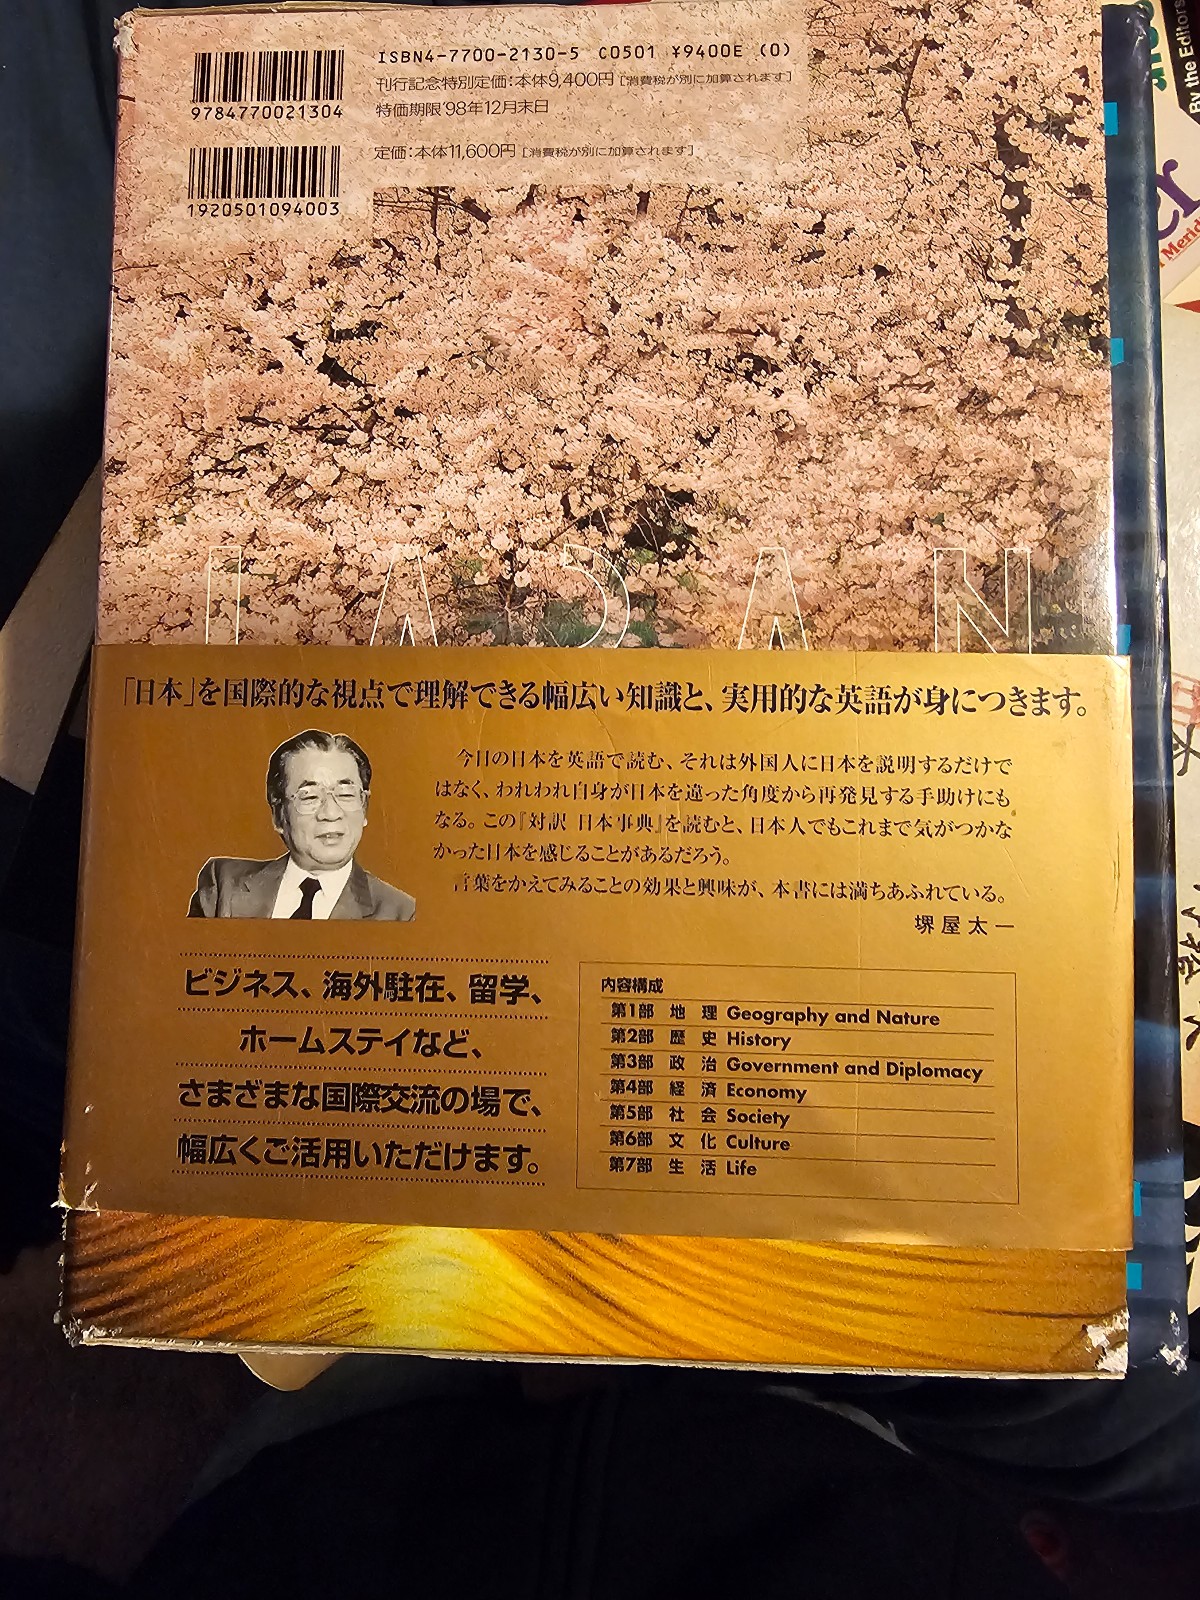 ISBN4-7700-2130-5 C0501 ¥9400E (0)
刊行記念特別定価:本体9,400円[消費税が別に加算されます]
特価期限'98年12月末日
9784770021304
定価:本体11,600円[消費税が別に加算されます]
1920501094003
JAPAN
「日本」を国際的な視点で理解できる幅広い知識と、実用的な英語が身につきます。
今日の日本を英語で読む、それは外国人に日本を説明するだけで
はなく、われわれ自身が日本を違った角度から再発見する手助けにも
なる。この『対訳 日本事典』を読むと、日本人でもこれまで気がつかな
かった日本を感じることがあるだろう。
言葉をかえてみることの効果と興味が、本書には満ちあふれている。
堺屋太一
ビジネス、海外駐在、留学、
ホームステイなど、
さまざまな国際交流の場で、
幅広くご活用いただけます。
内容構成
第1部 地 理 Geography and Nature
第2部 歴 史 History
第3部 政 治 Government and Diplomacy
第4部 経 済 Economy
第5部 社 会 Society
第6部 文 化 Culture
第7部 生 活 Life
By the Editors